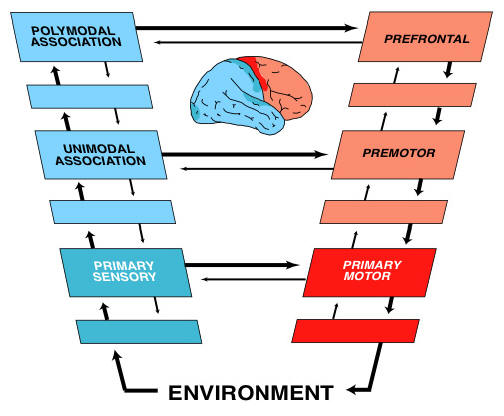 POLYMODAL
ASSOCIATION
PREFRONTAL
UNIMODAL
ASSOCIATION
PREMOTOR
PRIMARY
SENSORY
PRIMARY
MOTOR
ENVIRONMENT